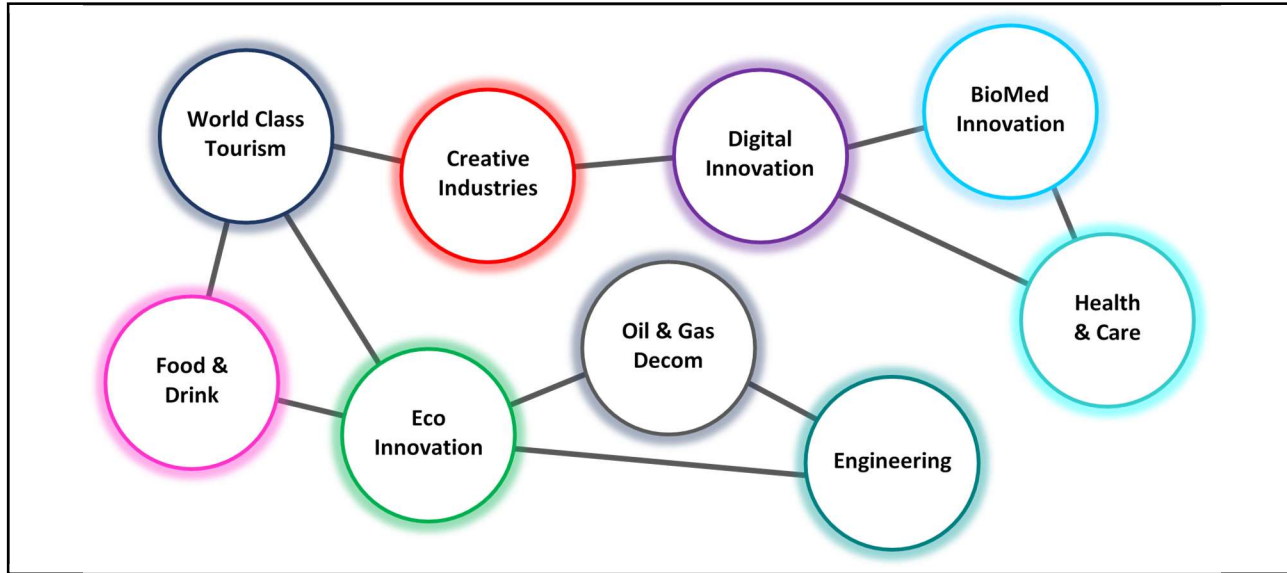 World Class
Tourism
Creative
Industries
Digital
Innovation
BioMed
Innovation
Food &
Drink
Eco
Innovation
Oil & Gas
Decom
Engineering
Health
& Care